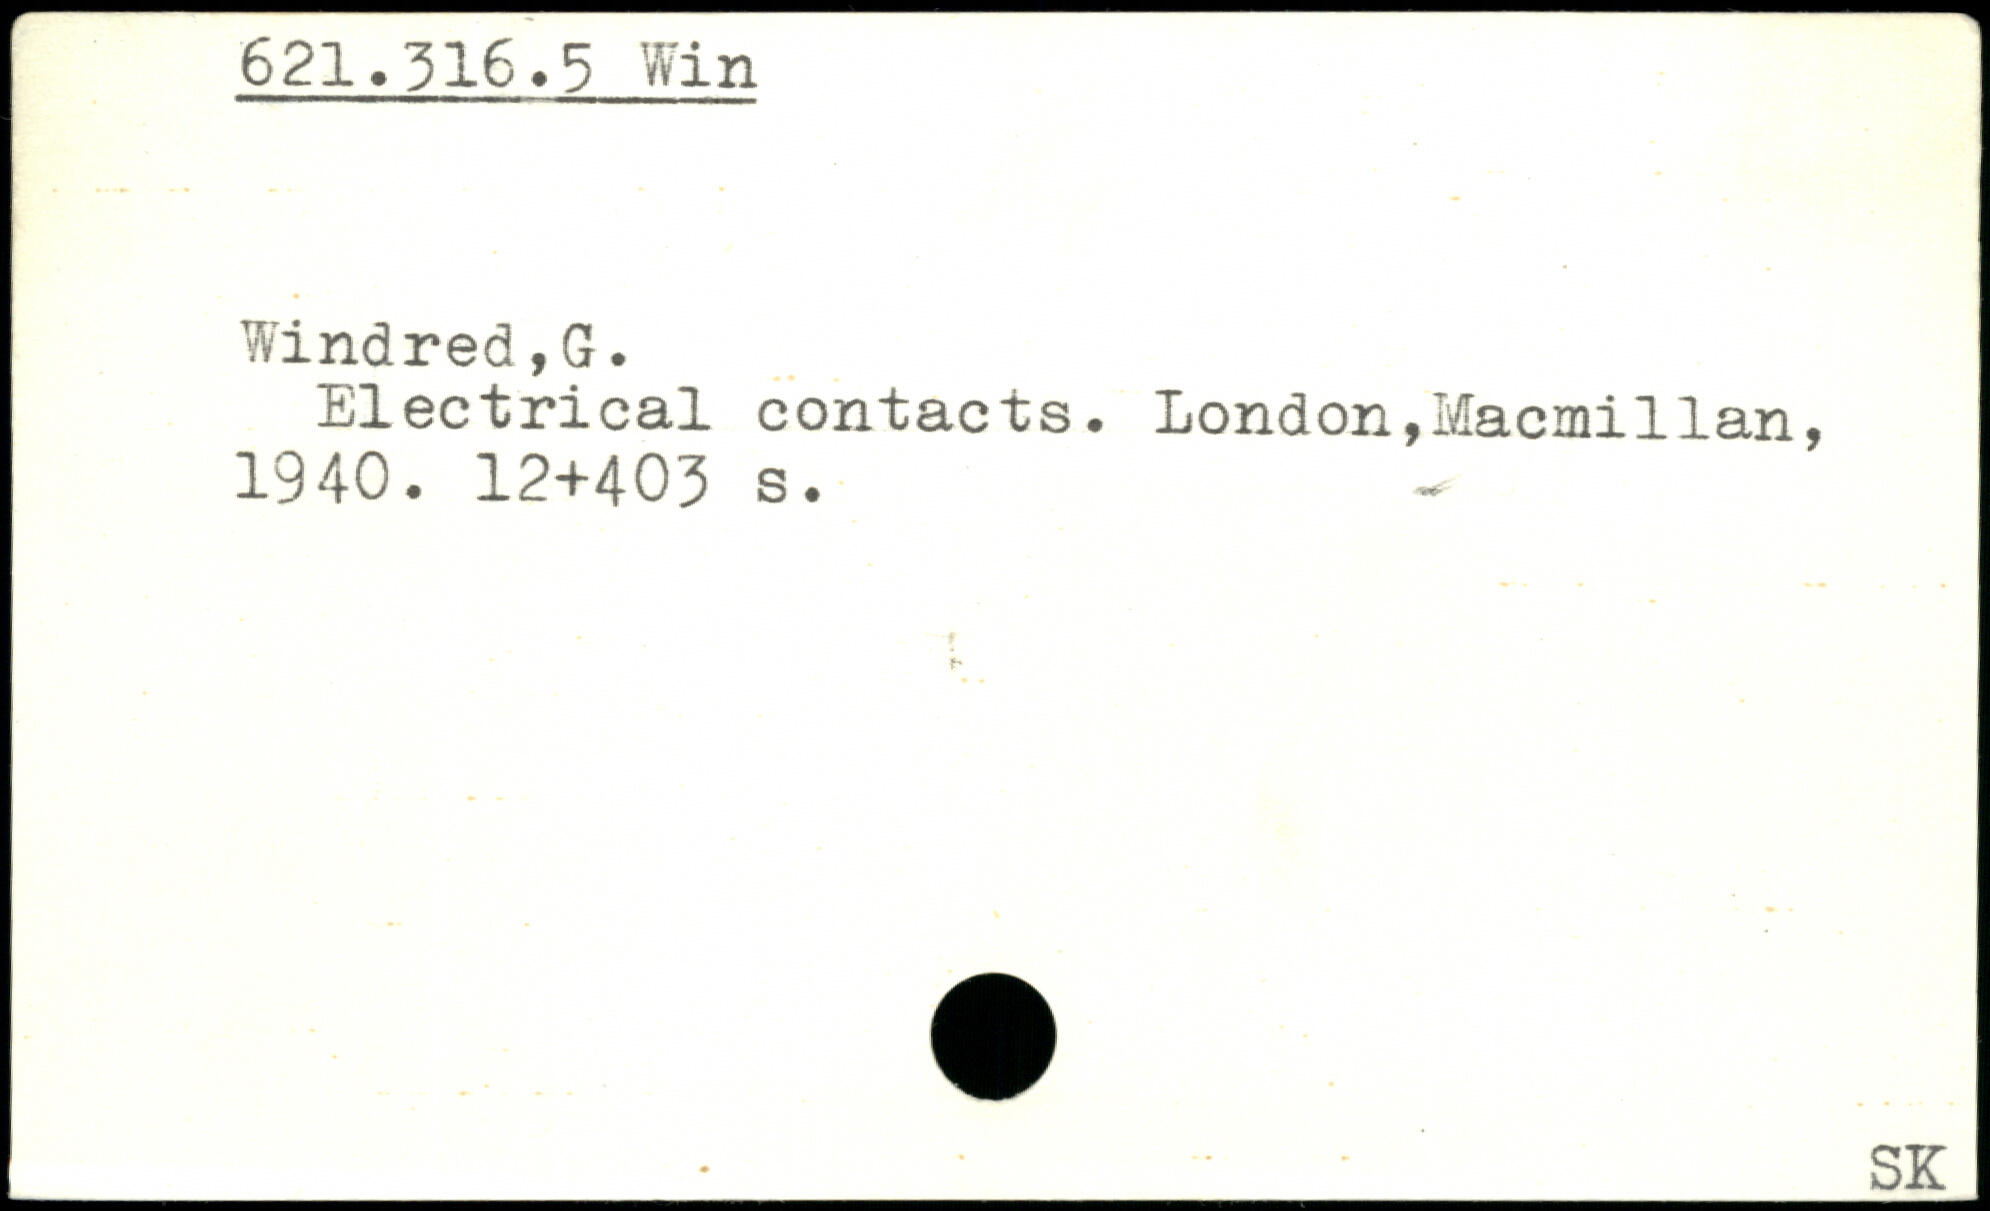 621.316.5 Win
Windred,G.
Electrical contacts. London,Macmillan,
1940. 12+403 s.
SK